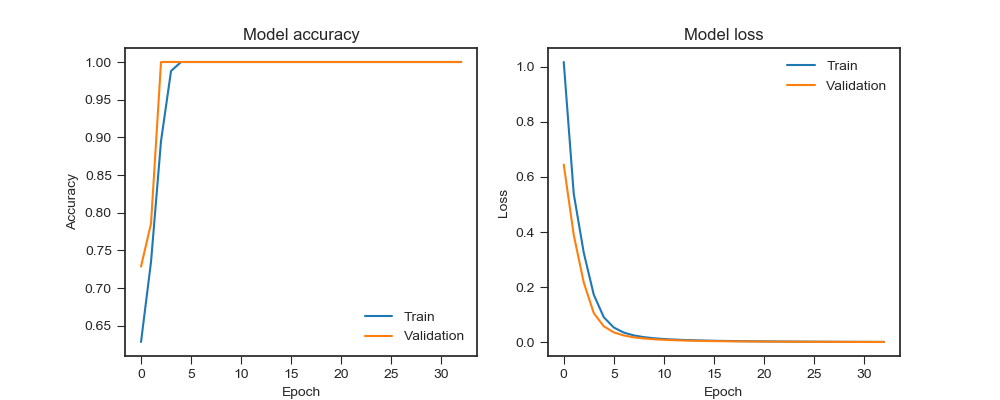 Model accuracy
1.00
0.95
0.90
0.85
0.80
0.75
0.70
0.65
Accuracy
0 5 10 15 20 25 30
Epoch
Train
Validation
Model loss
1.0
0.8
0.6
0.4
0.2
0.0
Loss
0 5 10 15 20 25 30
Epoch
Train
Validation